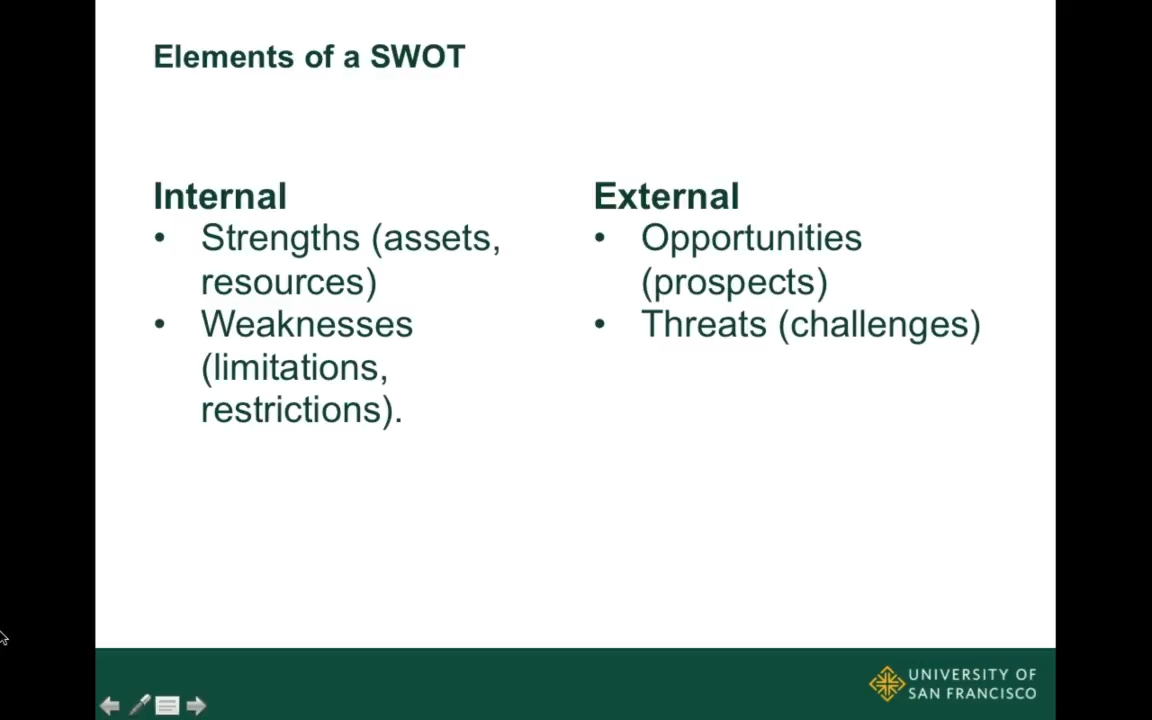 Elements of a SWOT
Internal
• Strengths (assets,
resources)
• Weaknesses
(limitations,
restrictions).
External
• Opportunities
(prospects)
• Threats (challenges)
UNIVERSITY OF
SAN FRANCISCO